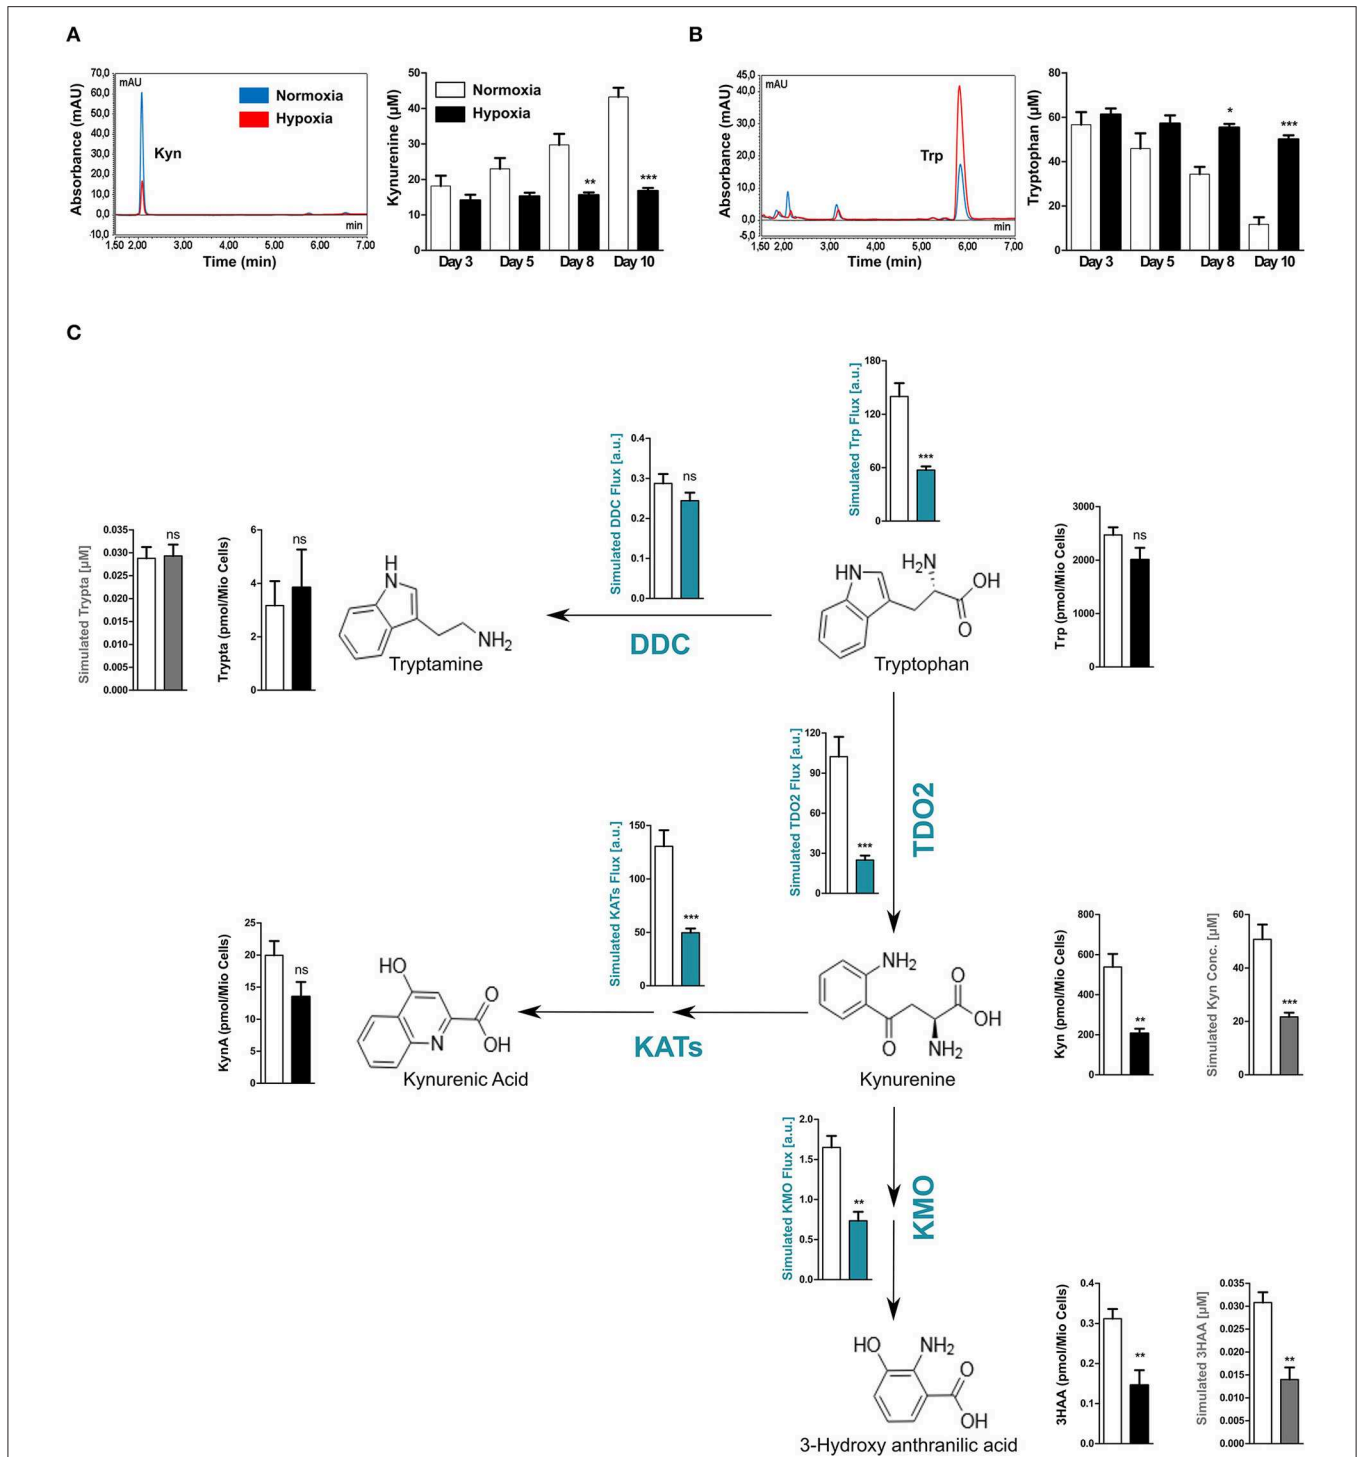 A
B
70,0
60,0
50,0
40,0
30,0
20,0
10,0
0,0
-10,0
mAU
Absorbance (mAU)
Normoxia
Hypoxia
Kyn
min
1,50 2,00 3,00 4,00 5,00 6,00 7,00
Time (min)
50
40
30
20
10
0
Kynurenine (µM)
Normoxia
Hypoxia
**
***
Day 3 Day 5 Day 8 Day 10
45,0
40,0
30,0
20,0
10,0
0,0
-5,0
mAU
Absorbance (mAU)
Trp
min
1,50 2,00 3,00 4,00 5,00 6,00 7,00
Time (min)
80
60
40
20
0
Tryptophan (µM)
*
***
Day 3 Day 5 Day 8 Day 10
C
180
120
60
0
Simulated Trp Flux [a.u.]
***
0.4
0.3
0.2
0.1
0.0
Simulated DDC Flux [a.u.]
ns
0.035
0.030
0.025
0.020
0.015
0.010
0.005
0.000
Simulated Trypta [µM]
ns
6
4
2
0
Trypta (pmol/Mio Cells)
ns
H
N
NH2
Tryptamine
DDC
HN
H2N
OH
O
Tryptophan
3000
2000
1000
0
Trp (pmol/Mio Cells)
ns
120
90
60
30
0
Simulated TDO2 Flux [a.u.]
***
TDO2
150
100
50
0
Simulated KATs Flux [a.u.]
***
25
20
15
10
5
0
KynA (pmol/Mio Cells)
ns
HO
O
N
OH
Kynurenic Acid
KATs
NH2
O
OH
O
NH2
Kynurenine
800
600
400
200
0
Kyn (pmol/Mio Cells)
**
60
40
20
0
Simulated Kyn Conc. [µM]
***
2.0
1.5
1.0
0.5
0.0
Simulated KMO Flux [a.u.]
**
KMO
HO
NH2
O
OH
3-Hydroxy anthranilic acid
0.4
0.3
0.2
0.1
0.0
3HAA (pmol/Mio Cells)
**
0.035
0.030
0.025
0.020
0.015
0.010
0.005
0.000
Simulated 3HAA [µM]
**